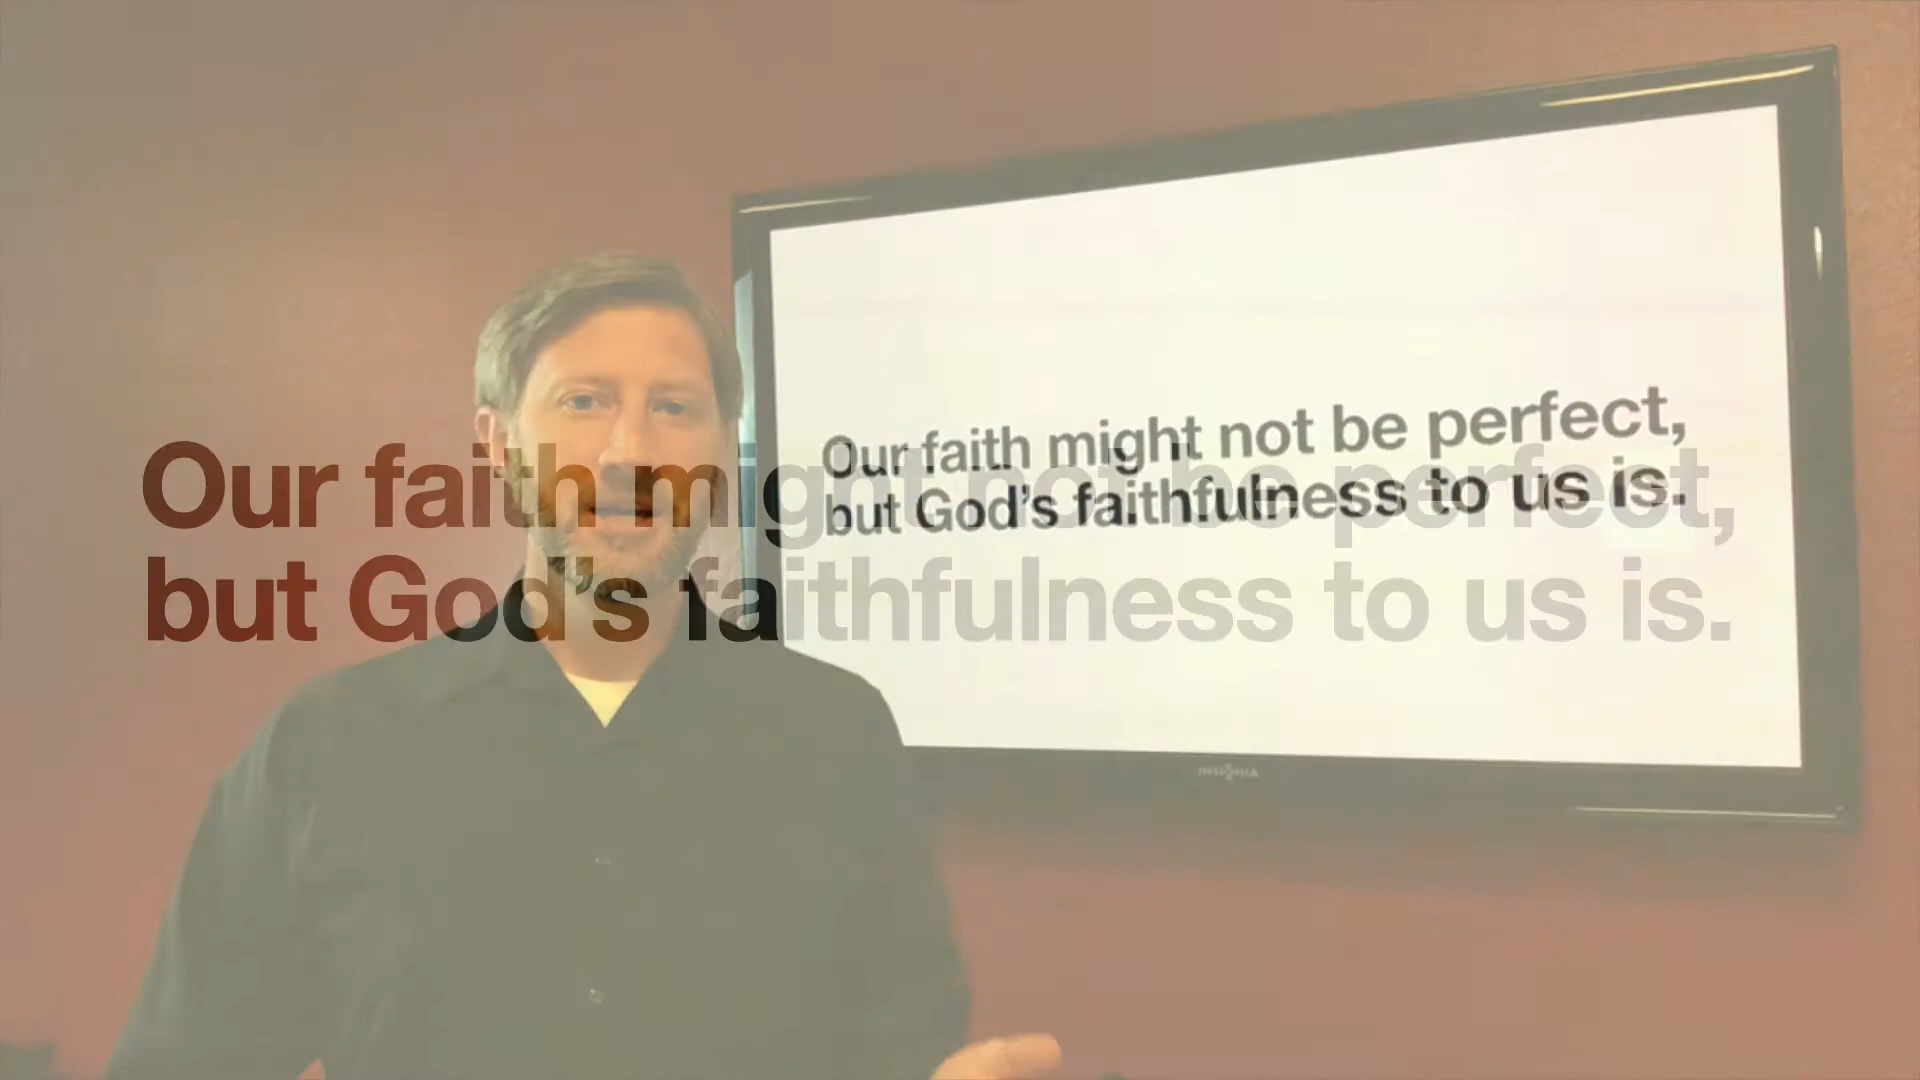 Our faith might not be perfect,
but God's faithfulness to us is.
Our faith might not be perfect,
but God's faithfulness to us is.
INSIGNIA